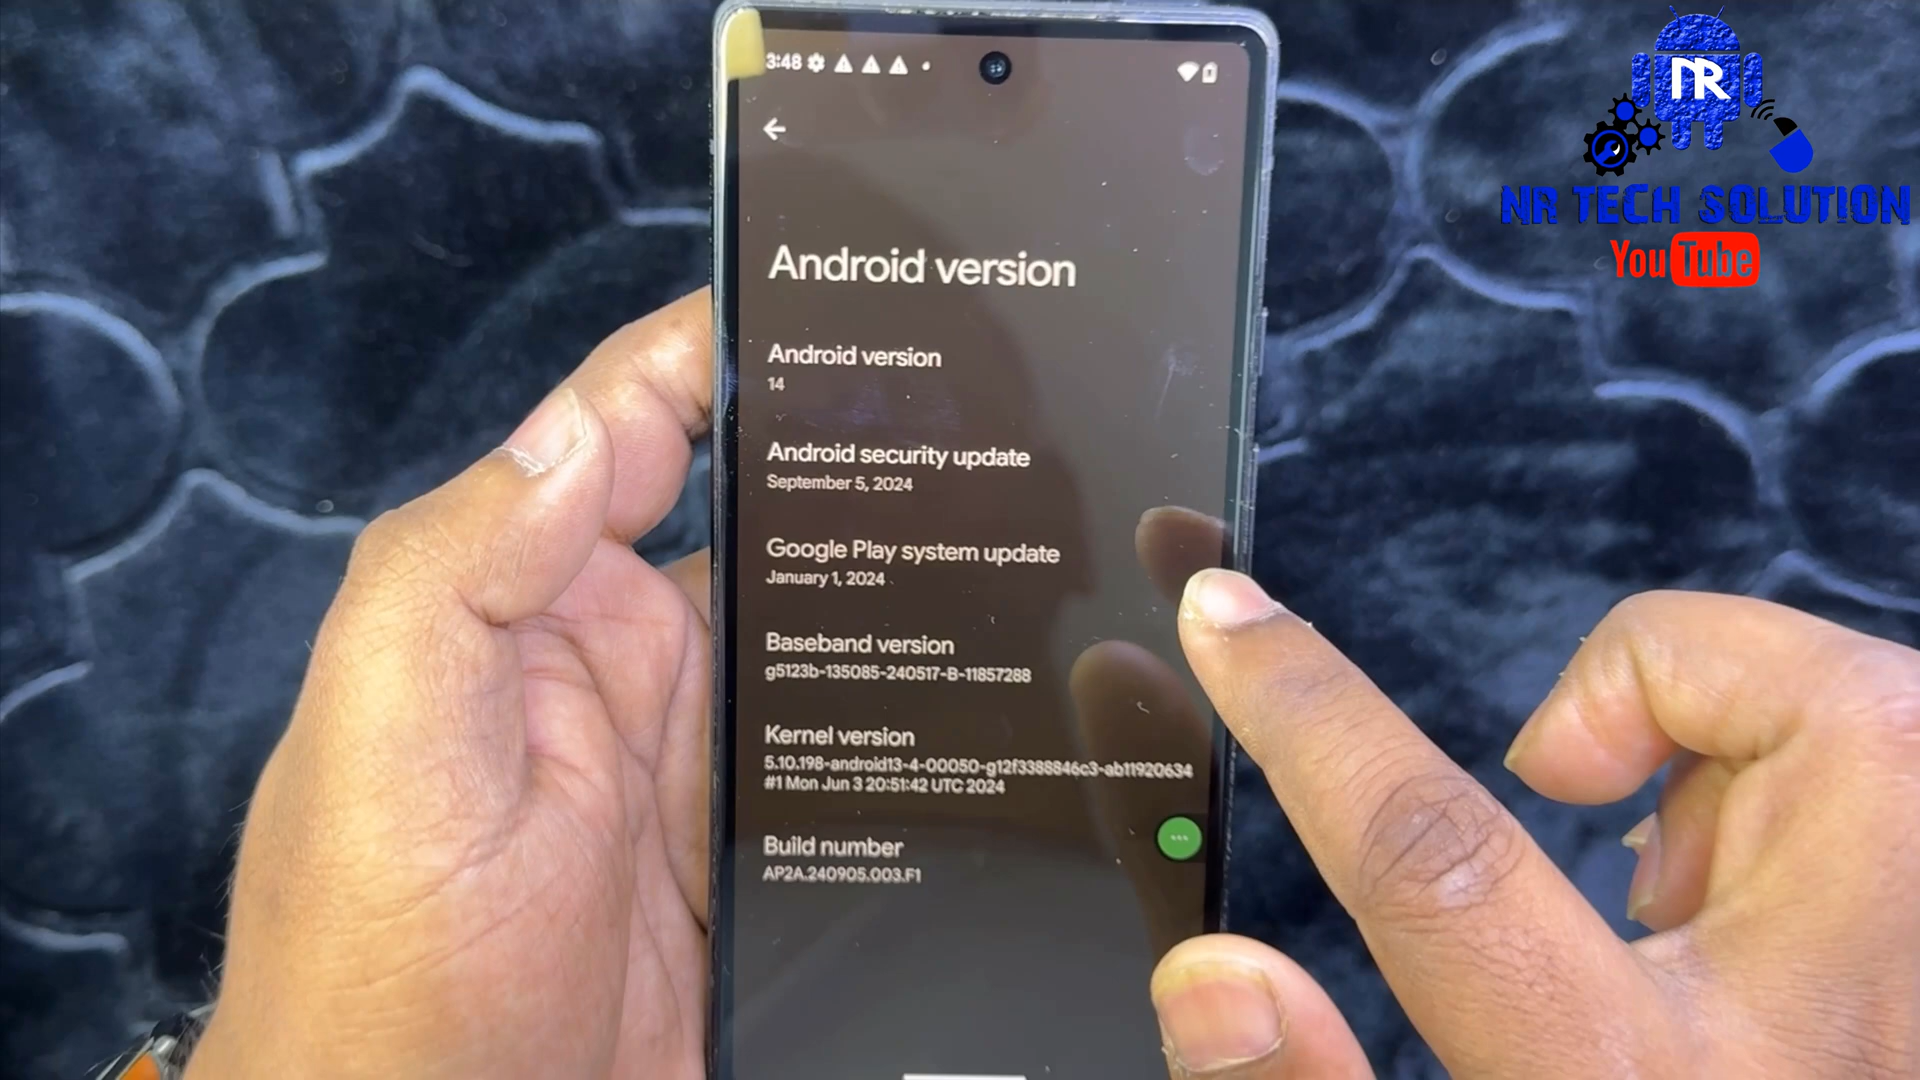 3:48
NR
NR TECH SOLUTION
YouTube
Android version
Android version
14
Android security update
September 5, 2024
Google Play system update
January 1, 2024
Baseband version
g5123b-135085-240517-B-11857288
Kernel version
5.10.198-android13-4-00050-g12f3388846c3-ab11920634
#1 Mon Jun 3 20:51:42 UTC 2024
Build number
AP2A.240905.003.F1